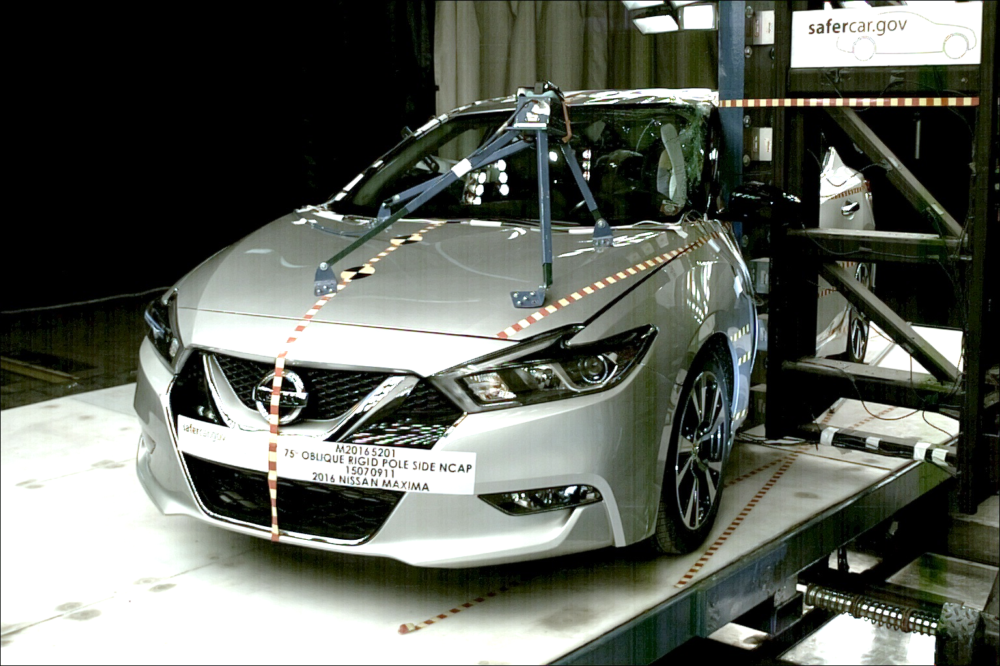 safercar.gov
safercar.gov
M20165201
75° OBLIQUE RIGID POLE SIDE NCAP
15070911
2016 NISSAN MAXIMA